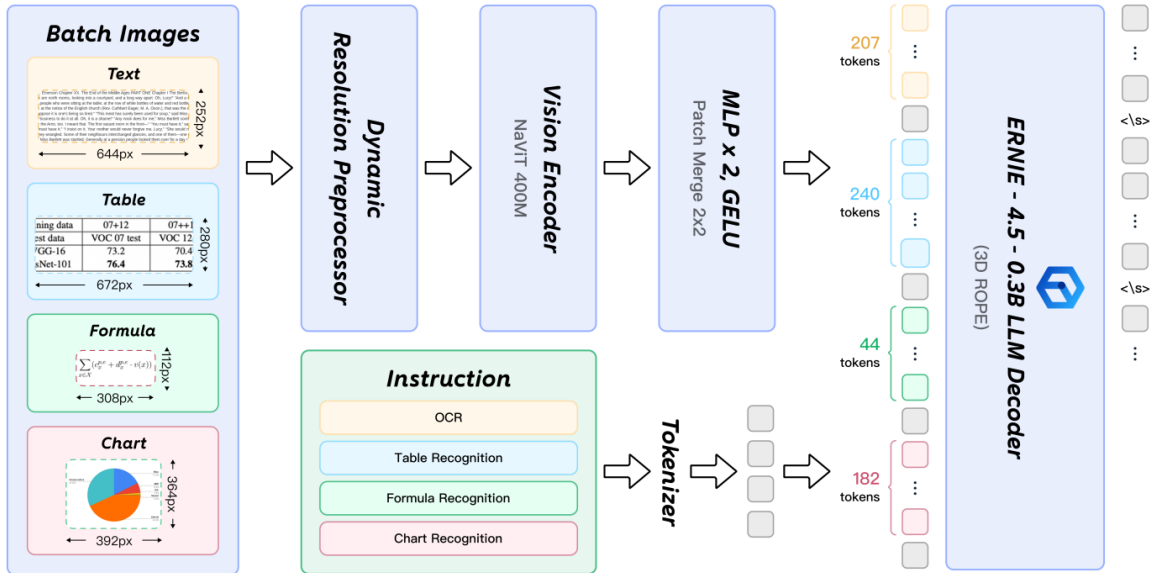 Batch Images
Text
252px
644px
Table
ning data 07+12 07++1
est data VOC 07 test VOC 12
VGG-16 73.2 70.4
sNet-101 76.4 73.8
280px
672px
Formula
112px
308px
Chart
364px
392px
Dynamic
Resolution Preprocessor
Vision Encoder
NaViT 400M
MLP x 2, GELU
Patch Merge 2x2
Instruction
OCR
Table Recognition
Formula Recognition
Chart Recognition
Tokenizer
207
tokens
240
tokens
44
tokens
182
tokens
ERNIE - 4.5 - 0.3B LLM Decoder
(3D ROPE)
<\s>
<\s>